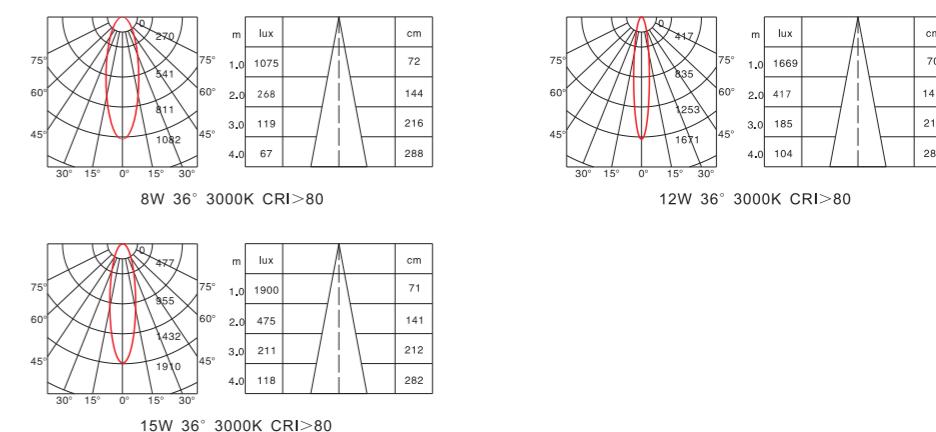 0
270
541
811
1082
75° 75°
60° 60°
45° 45°
30° 15° 0° 15° 30°
m lux cm
1.0 1075 72
2.0 268 144
3.0 119 216
4.0 67 288
8W 36° 3000K CRI>80
0
417
835
1253
1671
75° 75°
60° 60°
45° 45°
30° 15° 0° 15° 30°
m lux
1.0 1669 70
2.0 417
3.0 185
4.0 104
12W 36° 3000K CRI>80
0
477
955
1432
1910
75° 75°
60° 60°
45° 45°
30° 15° 0° 15° 30°
m lux cm
1.0 1900 71
2.0 475 141
3.0 211 212
4.0 118 282
15W 36° 3000K CRI>80